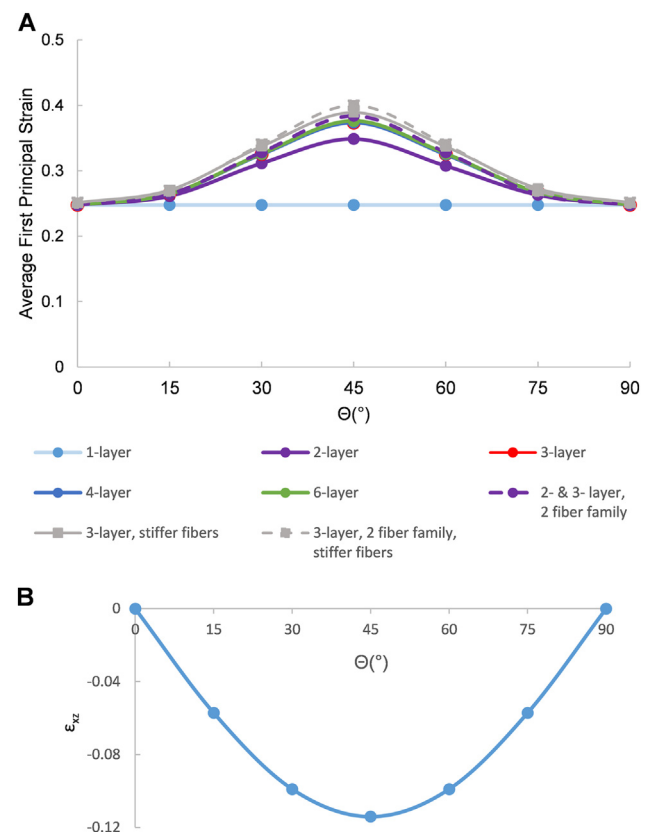 A
0.5
0.4
0.3
0.2
0.1
0
Average First Principal Strain
0 15 30 45 60 75 90
Θ(°)
1-layer 2-layer 3-layer
4-layer 6-layer 2- & 3- layer,
2 fiber family
3-layer, stiffer fibers 3-layer, 2 fiber family,
stiffer fibers
B
0
0 15 30 45 60 75 90
Θ(°)
-0.04
εxz
-0.08
-0.12